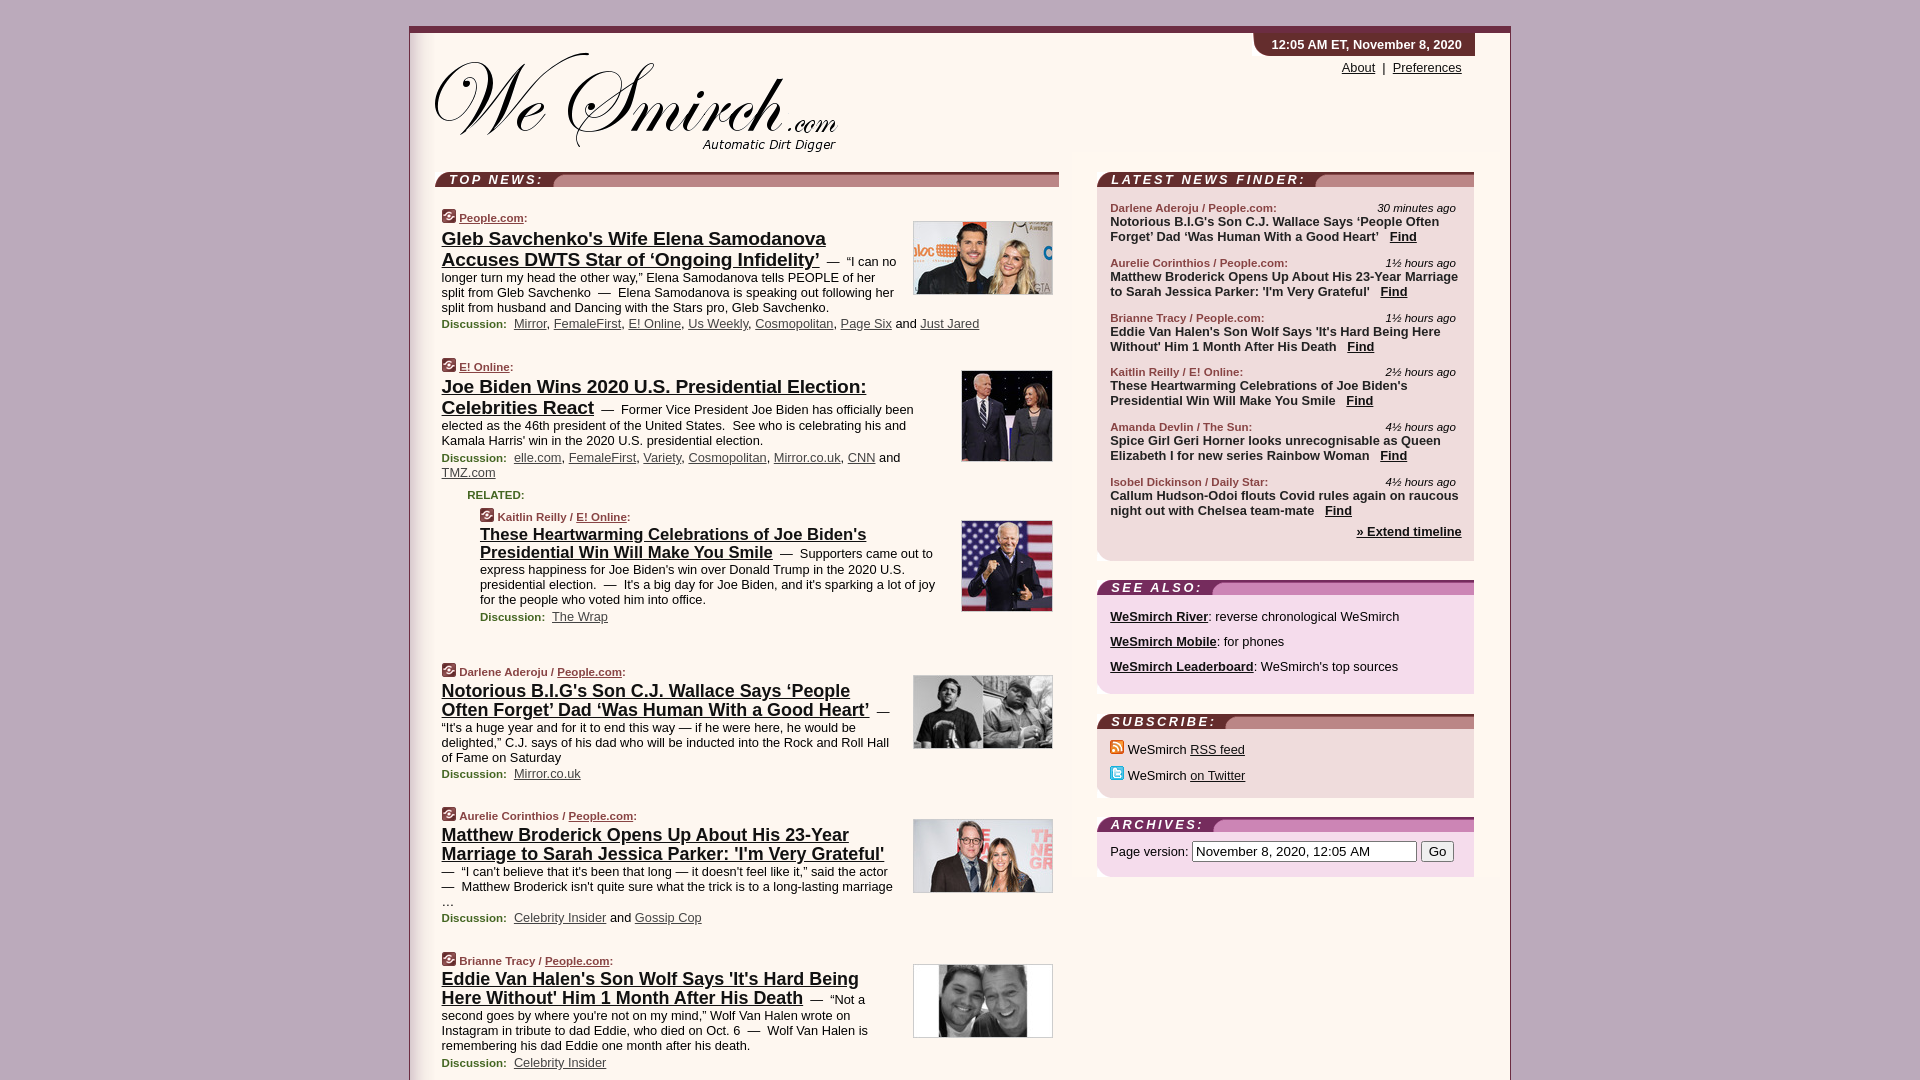 12:05 AM ET, November 8, 2020
About | Preferences
We Smirch .com
Automatic Dirt Digger
TOP NEWS:
People.com:
Gleb Savchenko's Wife Elena Samodanova
Accuses DWTS Star of ‘Ongoing Infidelity’ — “I can no
longer turn my head the other way,” Elena Samodanova tells PEOPLE of her
split from Gleb Savchenko — Elena Samodanova is speaking out following her
split from husband and Dancing with the Stars pro, Gleb Savchenko.
Discussion: Mirror, FemaleFirst, E! Online, Us Weekly, Cosmopolitan, Page Six and Just Jared
E! Online:
Joe Biden Wins 2020 U.S. Presidential Election:
Celebrities React — Former Vice President Joe Biden has officially been
elected as the 46th president of the United States. See who is celebrating his and
Kamala Harris' win in the 2020 U.S. presidential election.
Discussion: elle.com, FemaleFirst, Variety, Cosmopolitan, Mirror.co.uk, CNN and
TMZ.com
RELATED:
Kaitlin Reilly / E! Online:
These Heartwarming Celebrations of Joe Biden's
Presidential Win Will Make You Smile — Supporters came out to
express happiness for Joe Biden's win over Donald Trump in the 2020 U.S.
presidential election. — It's a big day for Joe Biden, and it's sparking a lot of joy
for the people who voted him into office.
Discussion: The Wrap
Darlene Aderoju / People.com:
Notorious B.I.G's Son C.J. Wallace Says ‘People
Often Forget’ Dad ‘Was Human With a Good Heart’ —
“It's a huge year and for it to end this way — if he were here, he would be
delighted,” C.J. says of his dad who will be inducted into the Rock and Roll Hall
of Fame on Saturday
Discussion: Mirror.co.uk
Aurelie Corinthios / People.com:
Matthew Broderick Opens Up About His 23-Year
Marriage to Sarah Jessica Parker: 'I'm Very Grateful'
— “I can't believe that it's been that long — it doesn't feel like it,” said the actor
— Matthew Broderick isn't quite sure what the trick is to a long-lasting marriage
…
Discussion: Celebrity Insider and Gossip Cop
Brianne Tracy / People.com:
Eddie Van Halen's Son Wolf Says 'It's Hard Being
Here Without' Him 1 Month After His Death — “Not a
second goes by where you're not on my mind,” Wolf Van Halen wrote on
Instagram in tribute to dad Eddie, who died on Oct. 6 — Wolf Van Halen is
remembering his dad Eddie one month after his death.
Discussion: Celebrity Insider
LATEST NEWS FINDER:
Darlene Aderoju / People.com: 30 minutes ago
Notorious B.I.G's Son C.J. Wallace Says ‘People Often
Forget’ Dad ‘Was Human With a Good Heart’ Find
Aurelie Corinthios / People.com: 1½ hours ago
Matthew Broderick Opens Up About His 23-Year Marriage
to Sarah Jessica Parker: 'I'm Very Grateful' Find
Brianne Tracy / People.com: 1½ hours ago
Eddie Van Halen's Son Wolf Says 'It's Hard Being Here
Without' Him 1 Month After His Death Find
Kaitlin Reilly / E! Online: 2½ hours ago
These Heartwarming Celebrations of Joe Biden's
Presidential Win Will Make You Smile Find
Amanda Devlin / The Sun: 4½ hours ago
Spice Girl Geri Horner looks unrecognisable as Queen
Elizabeth I for new series Rainbow Woman Find
Isobel Dickinson / Daily Star: 4½ hours ago
Callum Hudson-Odoi flouts Covid rules again on raucous
night out with Chelsea team-mate Find
» Extend timeline
SEE ALSO:
WeSmirch River: reverse chronological WeSmirch
WeSmirch Mobile: for phones
WeSmirch Leaderboard: WeSmirch's top sources
SUBSCRIBE:
WeSmirch RSS feed
WeSmirch on Twitter
ARCHIVES:
Page version: November 8, 2020, 12:05 AM Go